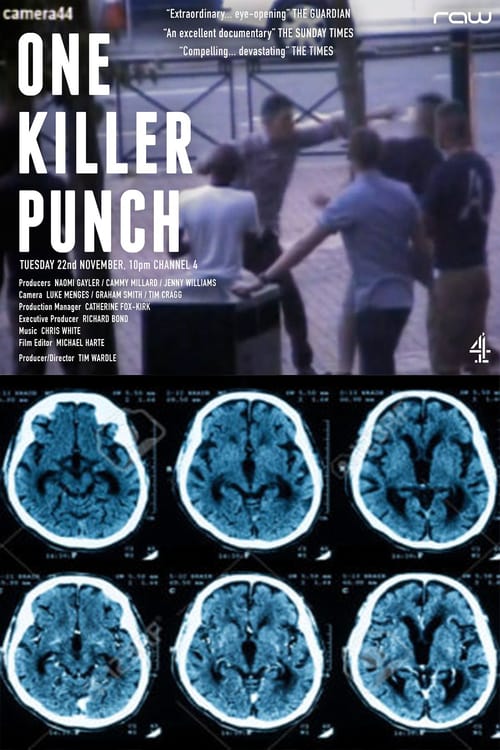 camera44
"Extraordinary... eye-opening" THE GUARDIAN
raw
"An excellent documentary" THE SUNDAY TIMES
"Compelling... devastating" THE TIMES
ONE
KILLER
PUNCH
TUESDAY 22nd NOVEMBER, 10pm CHANNEL 4
Producers NAOMI GAYLER / CAMMY MILLARD / JENNY WILLIAMS
Camera LUKE MENGES / GRAHAM SMITH / TIM CRAGG
Production Manager CATHERINE FOX-KIRK
Executive Producer RICHARD BOND
Music CHRIS WHITE
Film Editor MICHAEL HARTE
Producer/Director TIM WARDLE
A
4